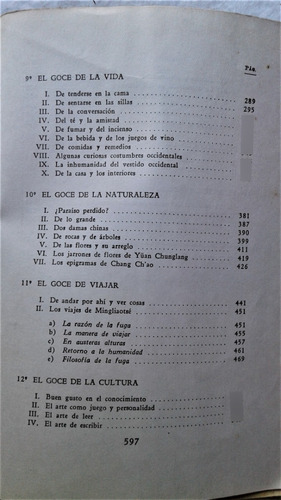 Pág.
9º EL GOCE DE LA VIDA
I. De tenderse en la cama
II. De sentarse en las sillas 289
III. De la conversación 295
IV. Del té y la amistad
V. De fumar y del incienso
VI. De la bebida y de los juegos de vino
VII. De comidas y remedios
VIII. Algunas curiosas costumbres occidentales
IX. La inhumanidad del vestido occidental
X. De la casa y los interiores
10º EL GOCE DE LA NATURALEZA
I. ¿Paraíso perdido? 381
II. De lo grande 387
III. Dos damas chinas 390
IV. De rocas y de árboles 399
V. De las flores y su arreglo 411
VI. Los jarrones de flores de Yüan Chunglang 419
VII. Los epigramas de Chang Ch'ao 426
11º EL GOCE DE VIAJAR
I. De andar por ahí y ver cosas 441
II. Los viajes de Mingliaotsé 451
a) La razón de la fuga 451
b) La manera de viajar 455
c) En austeras alturas 457
d) Retorno a la humanidad 461
e) Filosofía de la fuga 469
12º EL GOCE DE LA CULTURA
I. Buen gusto en el conocimiento
II. El arte como juego y personalidad
III. El arte de leer
IV. El arte de escribir
597